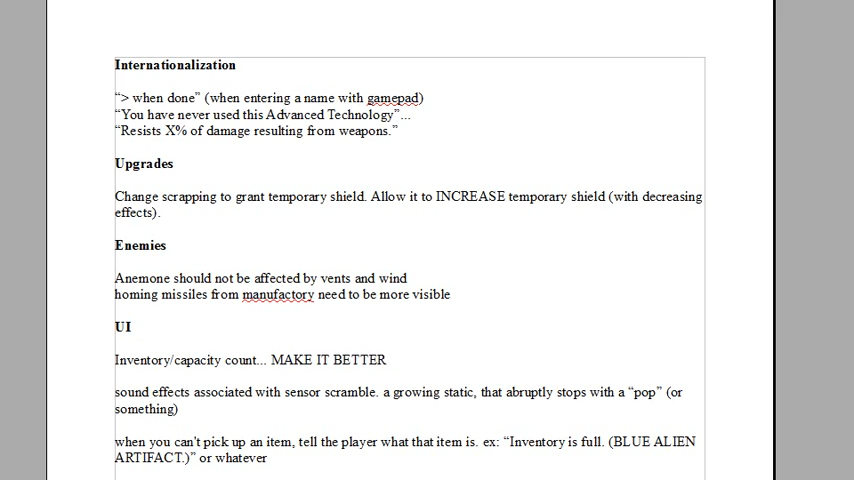 Internationalization
“> when done” (when entering a name with gamepad)
“You have never used this Advanced Technology”...
“Resists X% of damage resulting from weapons.”
Upgrades
Change scrapping to grant temporary shield. Allow it to INCREASE temporary shield (with decreasing
effects).
Enemies
Anemone should not be affected by vents and wind
homing missiles from manufactory need to be more visible
UI
Inventory/capacity count... MAKE IT BETTER
sound effects associated with sensor scramble. a growing static, that abruptly stops with a “pop” (or
something)
when you can't pick up an item, tell the player what that item is. ex: “Inventory is full. (BLUE ALIEN
ARTIFACT.)” or whatever